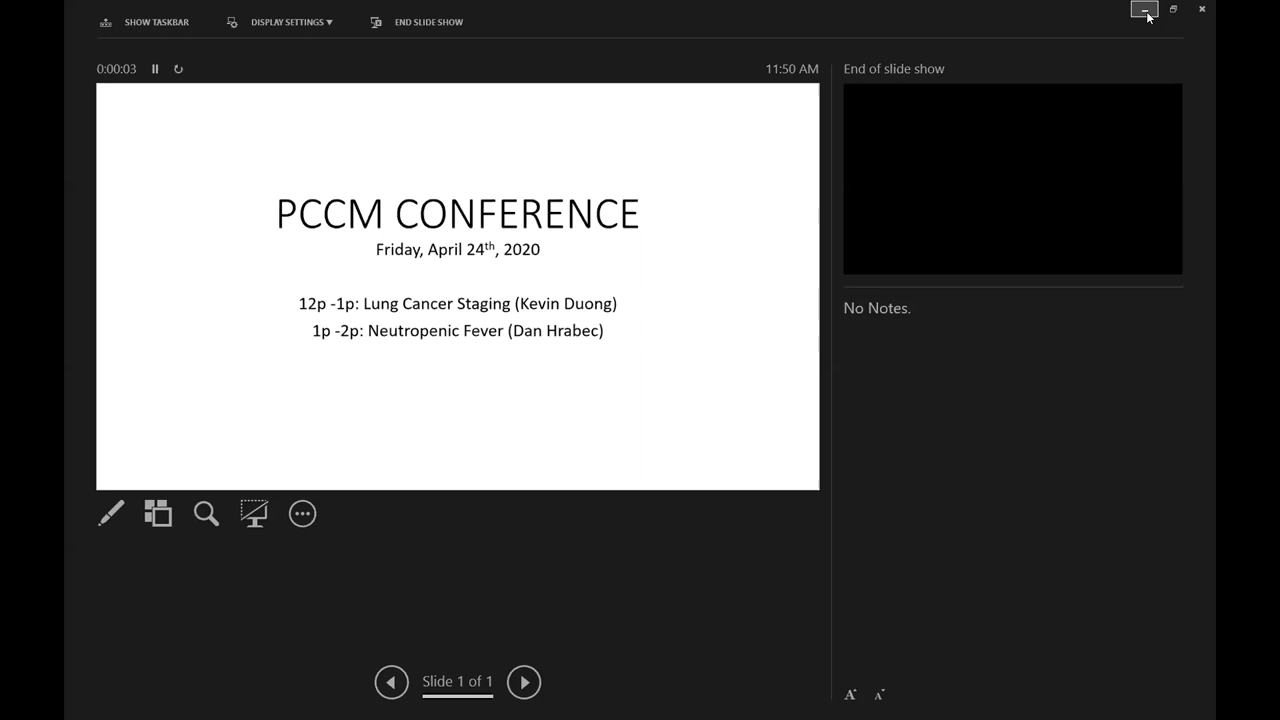 SHOW TASKBAR
DISPLAY SETTINGS ▼
END SLIDE SHOW
0:00:03
11:50 AM
PCCM CONFERENCE
Friday, April 24th, 2020
12p -1p: Lung Cancer Staging (Kevin Duong)
1p -2p: Neutropenic Fever (Dan Hrabec)
Slide 1 of 1
End of slide show
No Notes.
A A